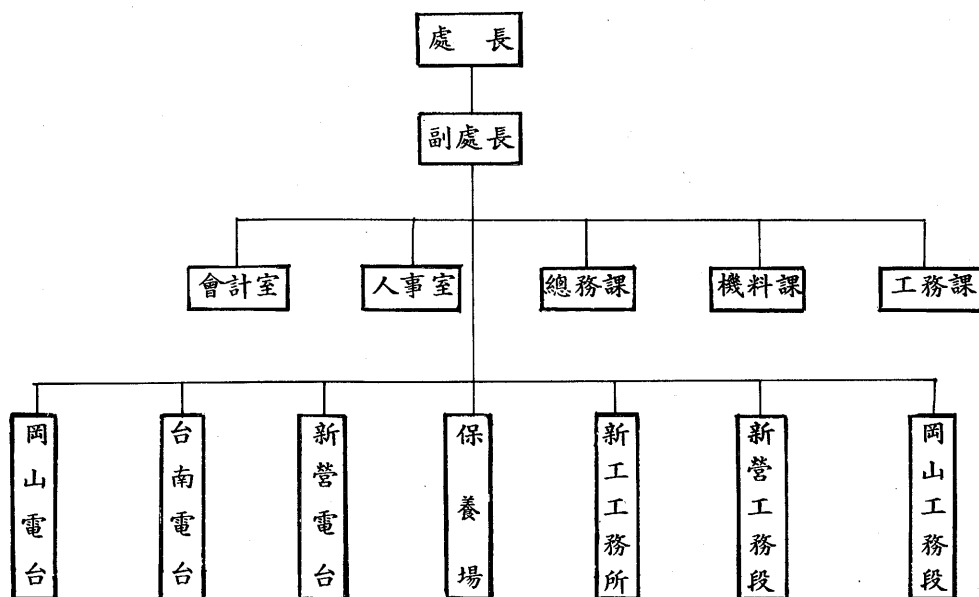 處長
副處長
會計室
人事室
總務課
機料課
工務課
岡山電台
台南電台
新營電台
保養場
新工工務所
新營工務段
岡山工務段